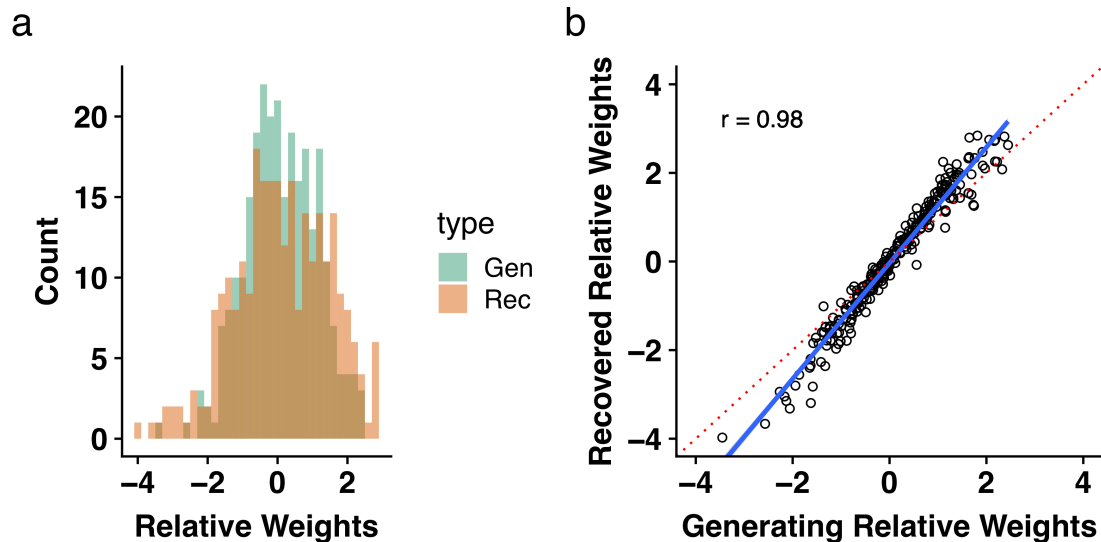 a
20
15
10
5
0
Count
−4 −2 0 2
Relative Weights
type
Gen
Rec
b
4
2
0
−2
−4
Recovered Relative Weights
r = 0.98
−4 −2 0 2 4
Generating Relative Weights